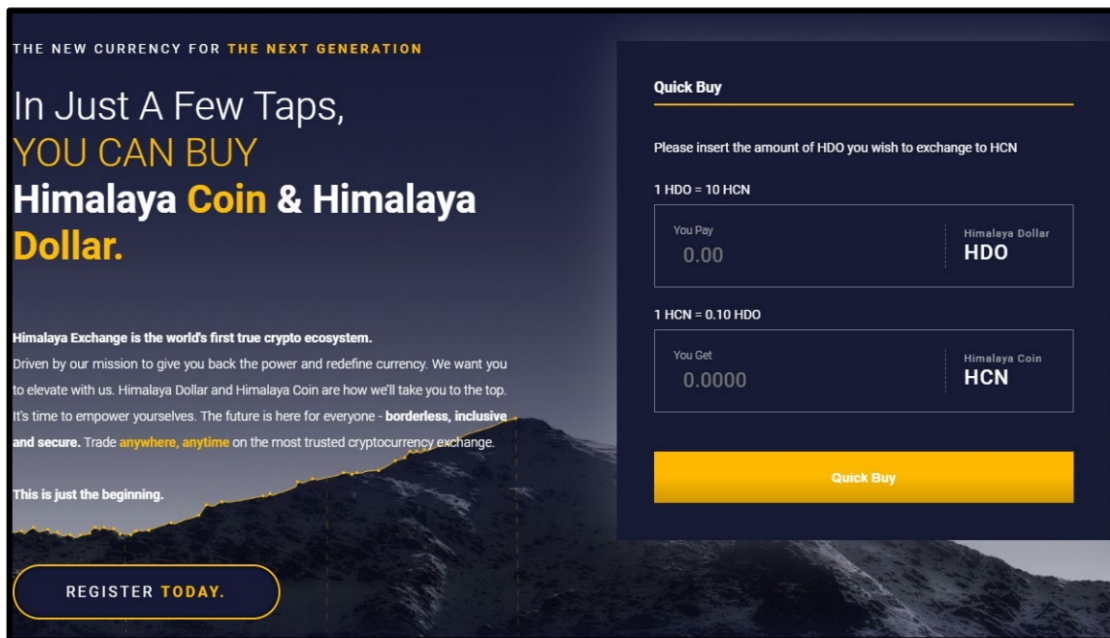 THE NEW CURRENCY FOR THE NEXT GENERATION
In Just A Few Taps,
YOU CAN BUY
Himalaya Coin & Himalaya
Dollar.
Himalaya Exchange is the world's first true crypto ecosystem.
Driven by our mission to give you back the power and redefine currency. We want you
to elevate with us. Himalaya Dollar and Himalaya Coin are how we'll take you to the top.
It's time to empower yourselves. The future is here for everyone - borderless, inclusive
and secure. Trade anywhere, anytime on the most trusted cryptocurrency exchange.
This is just the beginning.
REGISTER TODAY.
Quick Buy
Please insert the amount of HDO you wish to exchange to HCN
1 HDO = 10 HCN
You Pay
0.00
Himalaya Dollar
HDO
1 HCN = 0.10 HDO
You Get
0.0000
Himalaya Coin
HCN
Quick Buy